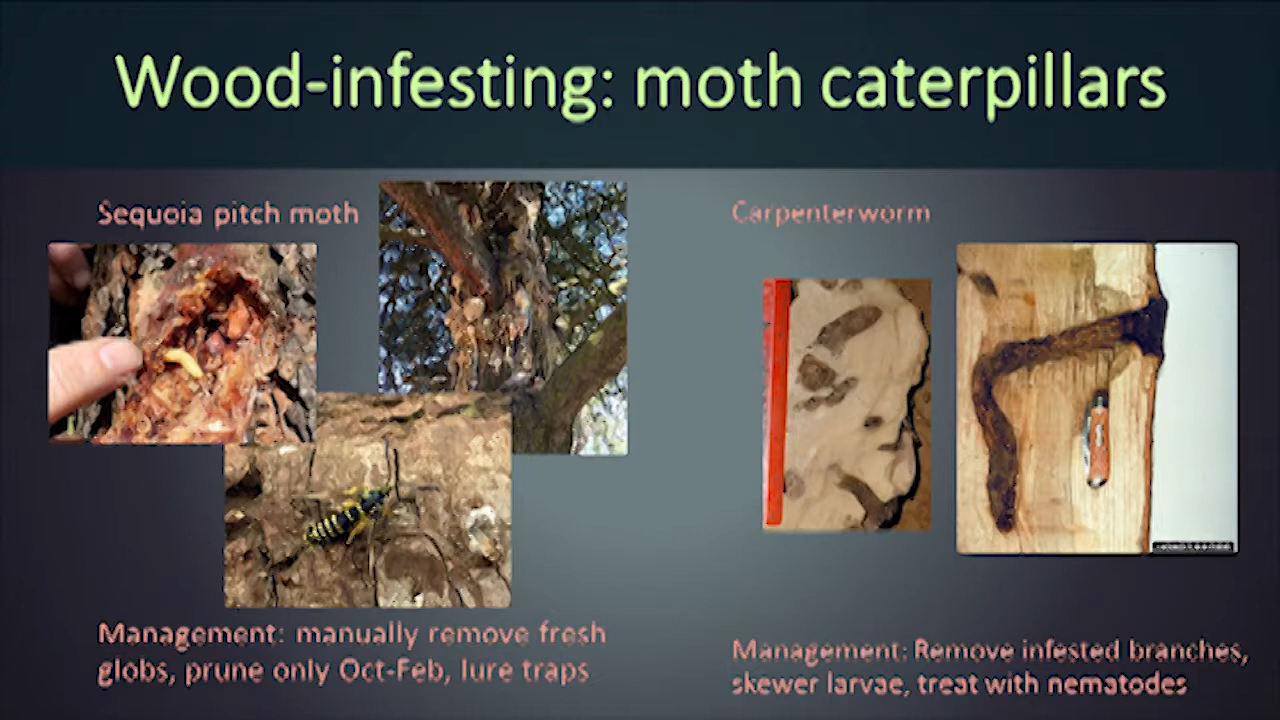 Wood-infesting: moth caterpillars
Sequoia pitch moth
Carpenterworm
Management: manually remove fresh
globs, prune only Oct-Feb, lure traps
Management: Remove infested branches,
skewer larvae, treat with nematodes